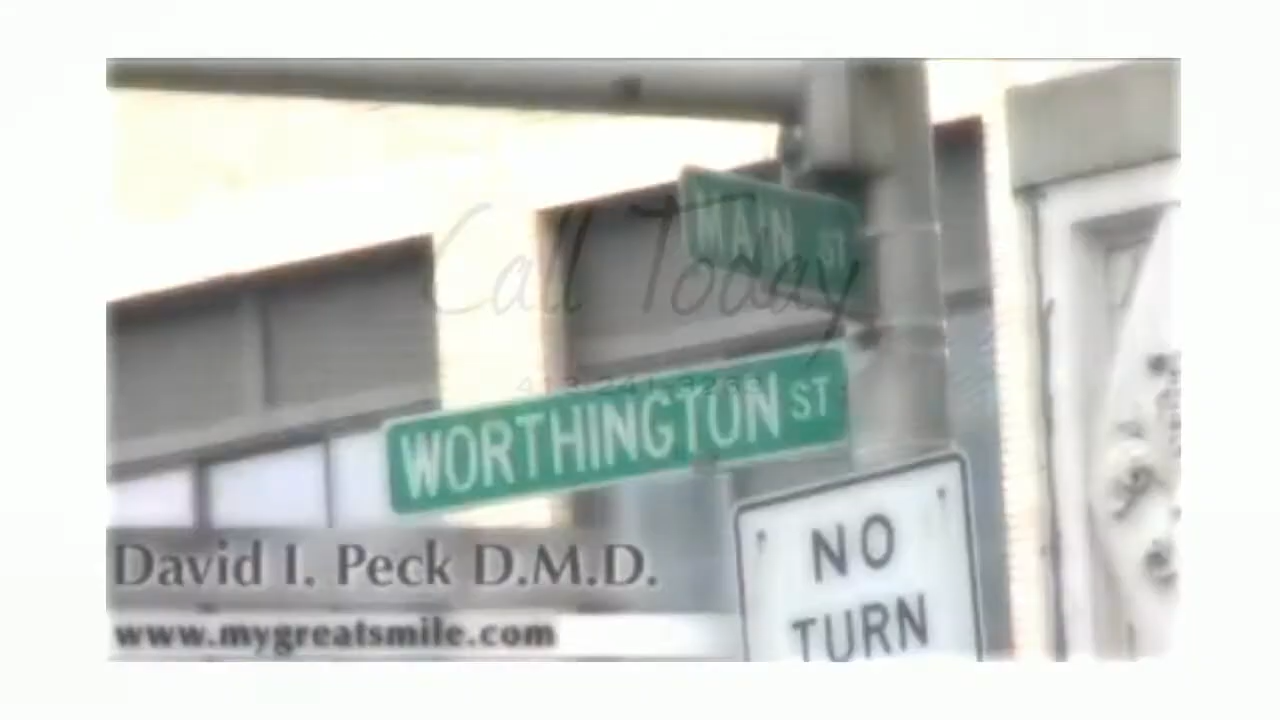 MAIN ST
Call Today
WORTHINGTON ST
David I. Peck D.M.D.
www.mygreatsmile.com
NO
TURN